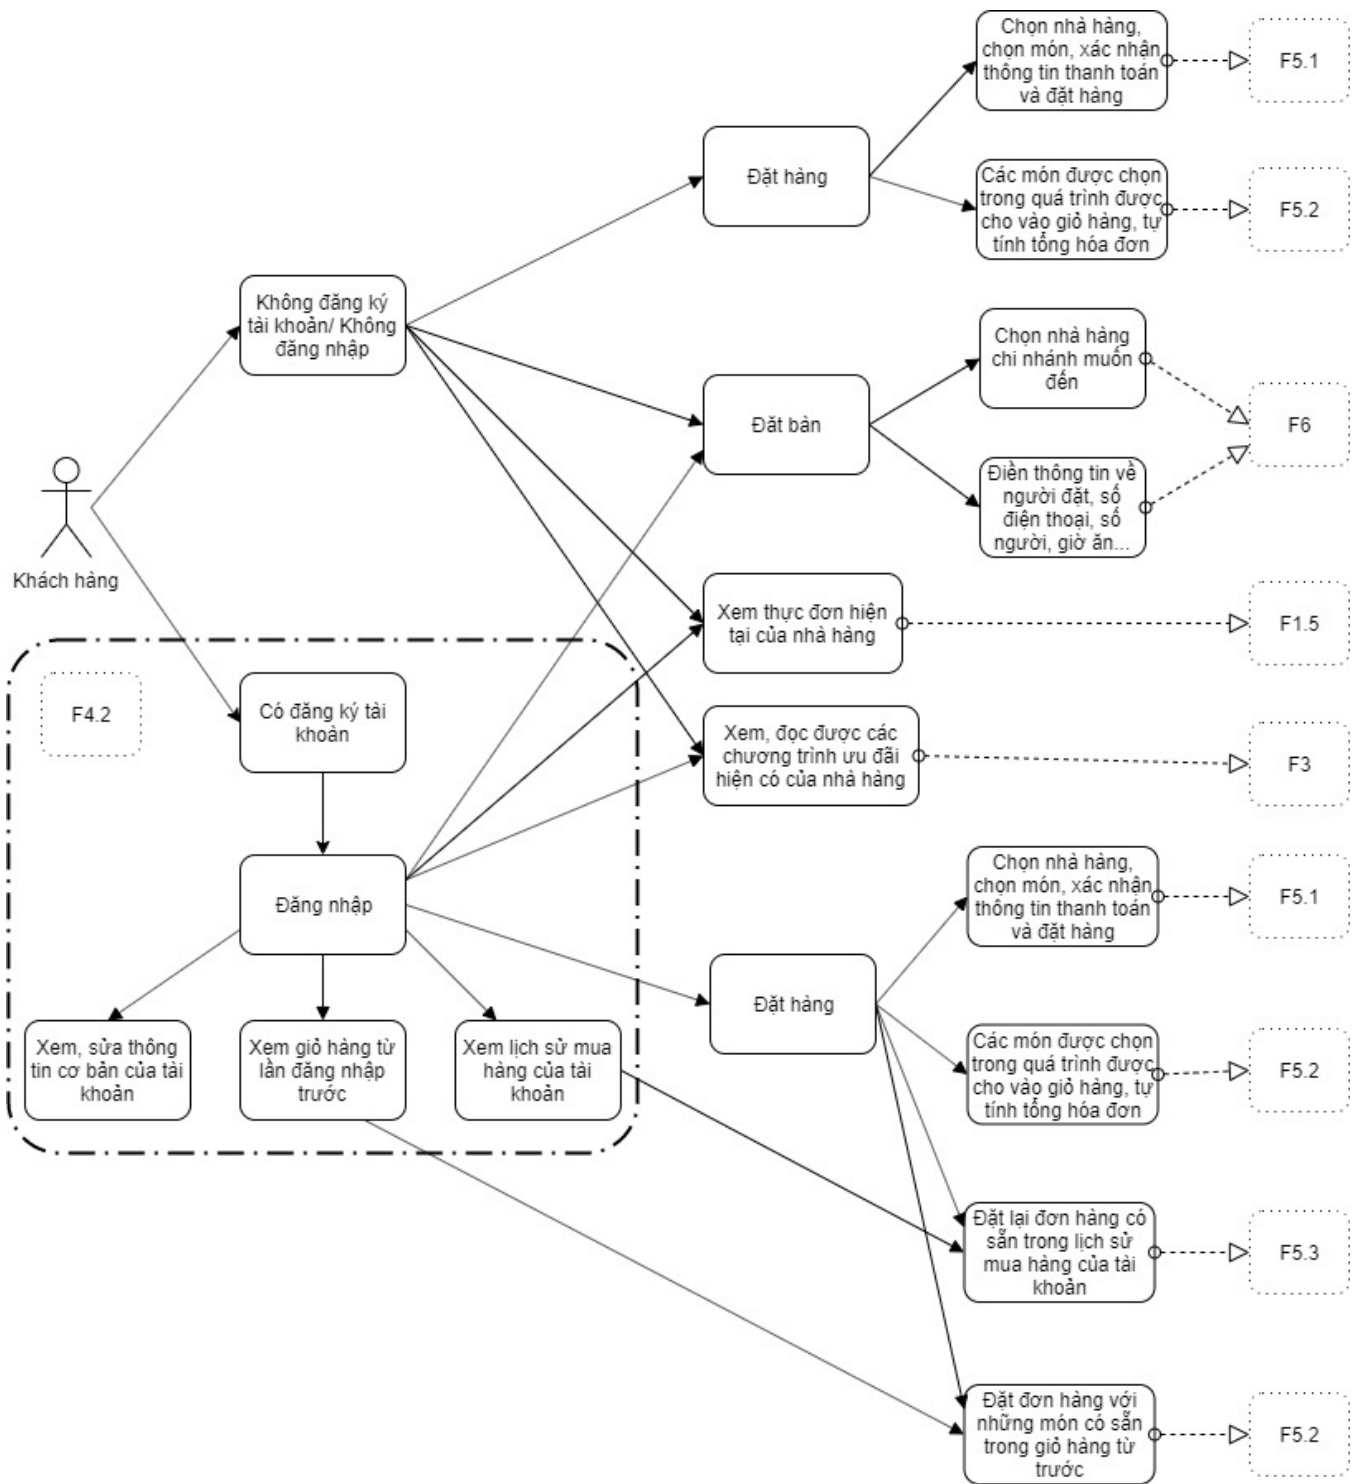 Chọn nhà hàng,
chọn món, xác nhận
thông tin thanh toán
và đặt hàng
F5.1
Đặt hàng
Các món được chọn
trong quá trình được
cho vào giỏ hàng, tự
tính tổng hóa đơn
F5.2
Không đăng ký
tài khoản/ Không
đăng nhập
Chọn nhà hàng
chi nhánh muốn
đến
Đăt bàn
F6
Điền thông tin về
người đặt, số
điện thoại, số
người, giờ ăn...
Khách hàng
Xem thực đơn hiện
tại của nhà hàng
F1.5
F4.2
Có đăng ký tài
khoản
Xem, đọc được các
chương trình ưu đãi
hiện có của nhà hàng
F3
Đăng nhập
Chọn nhà hàng,
chọn món, xác nhận
thông tin thanh toán
và đặt hàng
F5.1
Đặt hàng
Xem, sửa thông
tin cơ bản của tài
khoản
Xem giỏ hàng từ
lần đăng nhập
trước
Xem lịch sử mua
hàng của tài
khoản
Các món được chọn
trong quá trình được
cho vào giỏ hàng, tự
tính tổng hóa đơn
F5.2
Đặt lại đơn hàng có
sẵn trong lịch sử
mua hàng của tài
khoản
F5.3
Đặt đơn hàng với
những món có sẵn
trong giỏ hàng từ
trước
F5.2